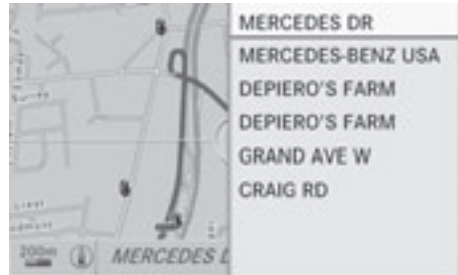 MERCEDES DR
MERCEDES-BENZ USA
DEPIERO'S FARM
DEPIERO'S FARM
GRAND AVE W
CRAIG RD
200m MERCEDES D